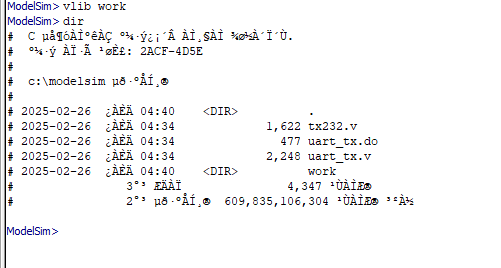 ModelSim> vlib work
ModelSim> dir
# C µå¶óÀÌºêÀÇ º¼·ý¿¡´Â ÀÌ¸§ÀÌ ¾ø½À´Ï´Ù.
# º¼·ý ÀÏ·Ã ¹øÈ£: 2ACF-4D5E
#
# c:\modelsim µð·ºÅÍ¸®
#
# 2025-02-26 ¿ÀÈÄ 04:40 <DIR> .
# 2025-02-26 ¿ÀÈÄ 04:34 1,622 tx232.v
# 2025-02-26 ¿ÀÈÄ 04:34 477 uart_tx.do
# 2025-02-26 ¿ÀÈÄ 04:34 2,248 uart_tx.v
# 2025-02-26 ¿ÀÈÄ 04:40 <DIR> work
# 3°³ ÆÄÀÏ 4,347 ¹ÙÀÌÆ®
# 2°³ µð·ºÅÍ¸® 609,835,106,304 ¹ÙÀÌÆ® ³²À½
ModelSim>